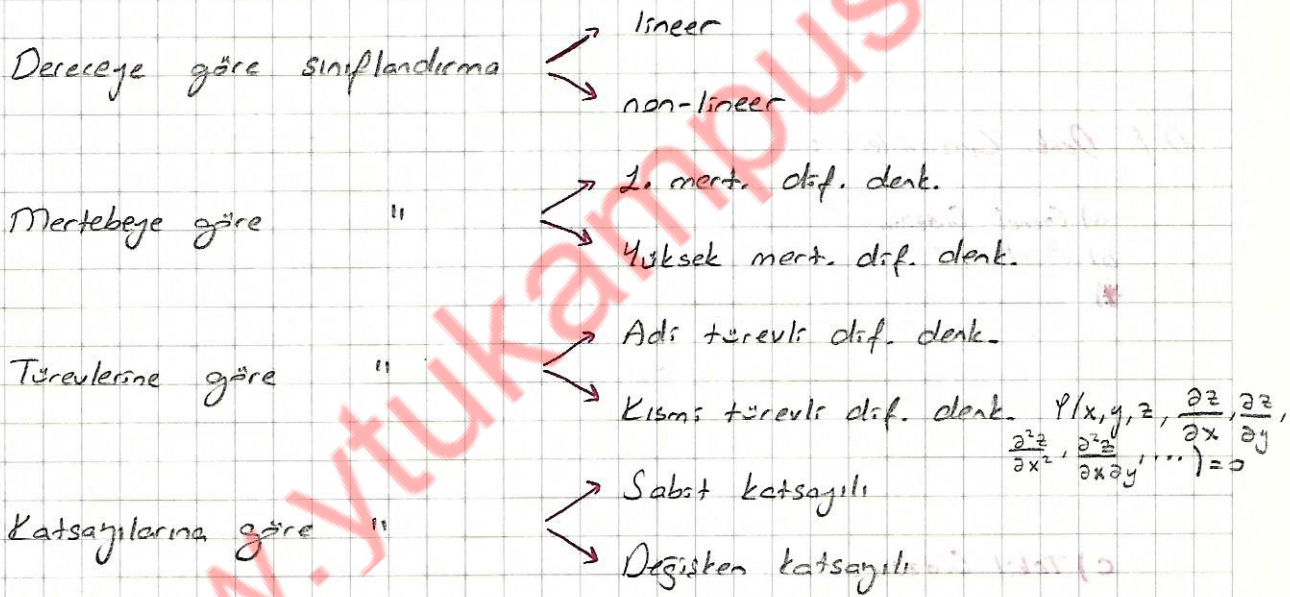 lineer
Dereceye göre sınıflandırma
non-lineer
1. mert. dif. denk.
Mertebeye göre "
Yüksek mert. dif. denk.
Adi türevli dif. denk.
Türevlerine göre "
Kısmi türevli dif. denk. φ(x, y, z, ∂z/∂x, ∂z/∂y,
∂²z/∂x², ∂²z/∂x∂y, ...) = 0
Sabit katsayılı
Katsayılarına göre "
Değişken katsayılı
w.ytukampus